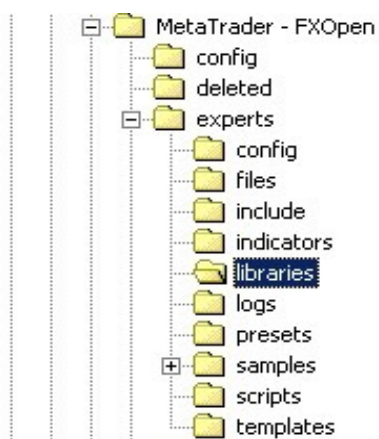 MetaTrader - FXOpen
config
deleted
experts
config
files
include
indicators
libraries
logs
presets
samples
scripts
templates